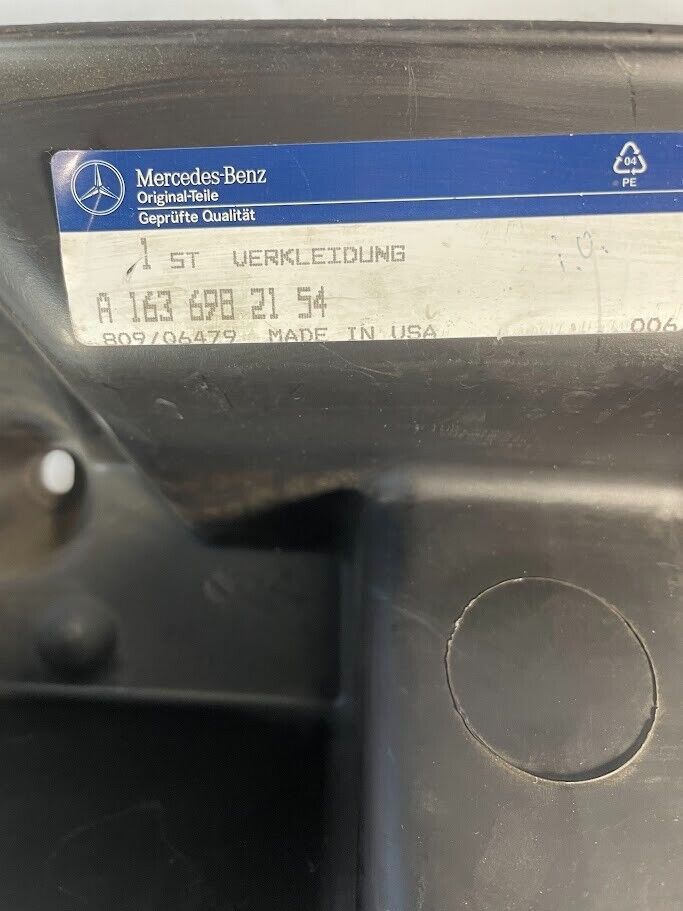 Mercedes-Benz
Original-Teile
Geprüfte Qualität
04
PE
1 ST VERKLEIDUNG
A 163 698 21 54
809/06479 MADE IN USA 006